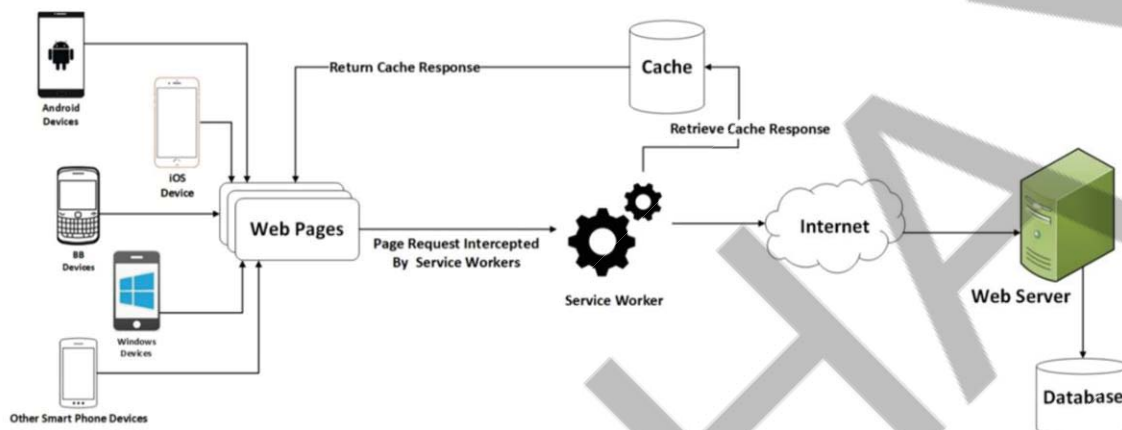 Android
Devices
iOS
Device
BB
Devices
Windows
Devices
Other Smart Phone Devices
Web Pages
Return Cache Response
Cache
Retrieve Cache Response
Page Request Intercepted
By Service Workers
Service Worker
Internet
Web Server
Database